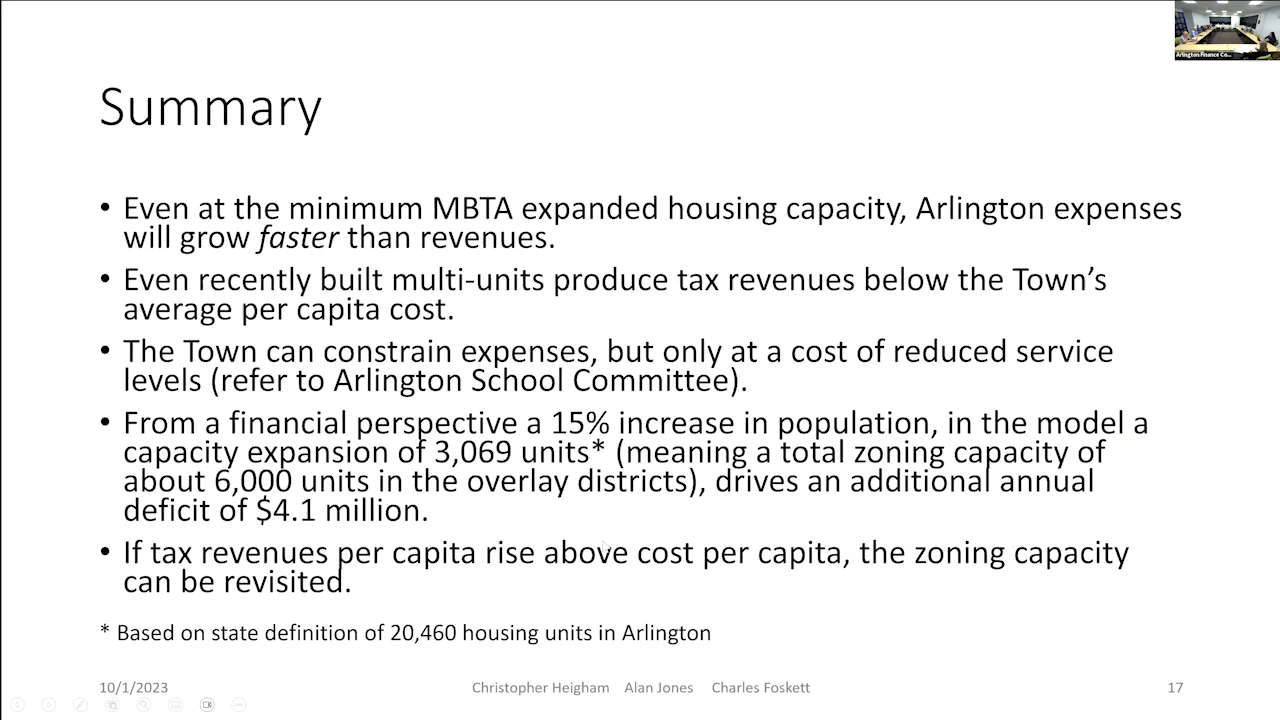 Arlington Finance Co...
Summary
• Even at the minimum MBTA expanded housing capacity, Arlington expenses
will grow faster than revenues.
• Even recently built multi-units produce tax revenues below the Town's
average per capita cost.
• The Town can constrain expenses, but only at a cost of reduced service
levels (refer to Arlington School Committee).
• From a financial perspective a 15% increase in population, in the model a
capacity expansion of 3,069 units* (meaning a total zoning capacity of
about 6,000 units in the overlay districts), drives an additional annual
deficit of $4.1 million.
• If tax revenues per capita rise above cost per capita, the zoning capacity
can be revisited.
* Based on state definition of 20,460 housing units in Arlington
10/1/2023 Christopher Heigham Alan Jones Charles Foskett 17